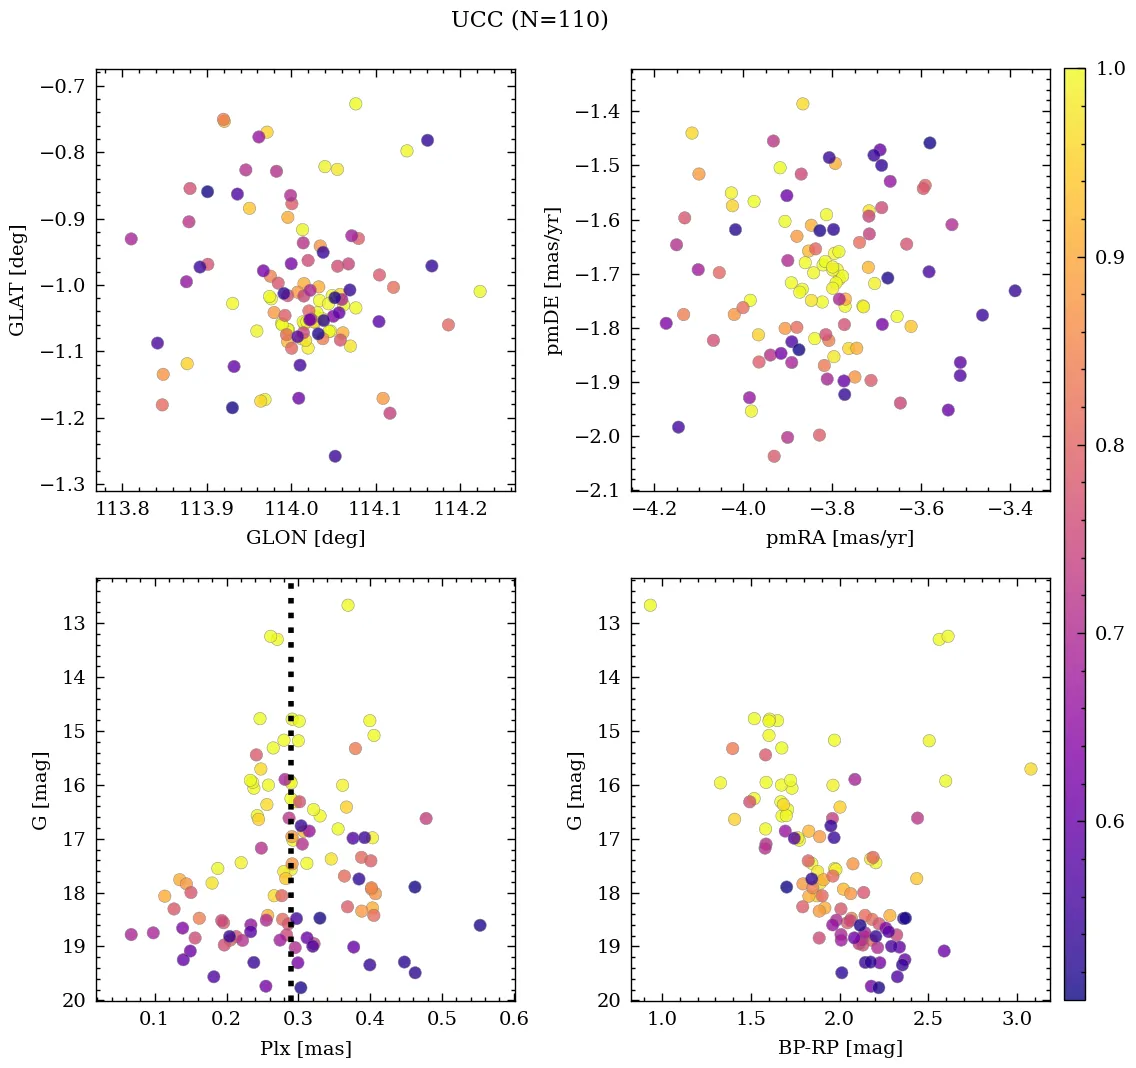 UCC (N=110)
−0.7
−0.8
−0.9
−1.0
−1.1
−1.2
−1.3
GLAT [deg]
113.8 113.9 114.0 114.1 114.2
GLON [deg]
−1.4
−1.5
−1.6
−1.7
−1.8
−1.9
−2.0
−2.1
pmDE [mas/yr]
−4.2 −4.0 −3.8 −3.6 −3.4
pmRA [mas/yr]
1.0
0.9
0.8
0.7
0.6
13
14
15
16
17
18
19
20
G [mag]
0.1 0.2 0.3 0.4 0.5 0.6
Plx [mas]
13
14
15
16
17
18
19
20
G [mag]
1.0 1.5 2.0 2.5 3.0
BP-RP [mag]